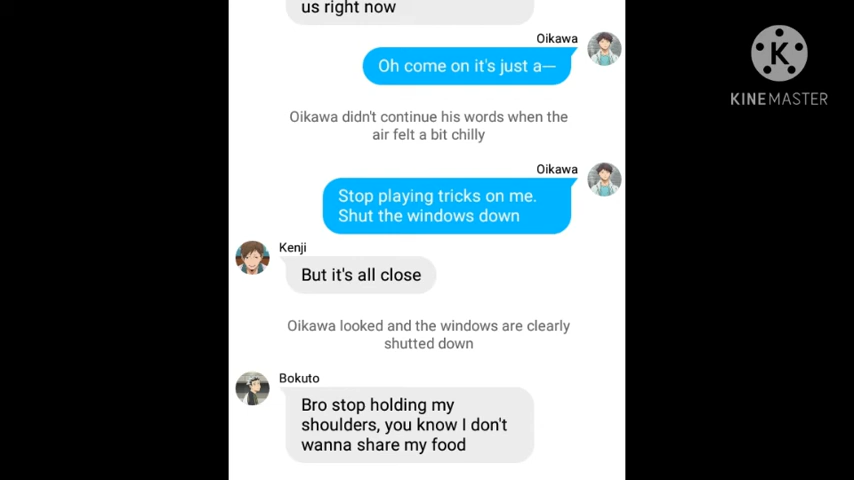 us right now
Oikawa
Oh come on it's just a—
Oikawa didn't continue his words when the
air felt a bit chilly
Oikawa
Stop playing tricks on me.
Shut the windows down
Kenji
But it's all close
Oikawa looked and the windows are clearly
shutted down
Bokuto
Bro stop holding my
shoulders, you know I don't
wanna share my food
K
KINEMASTER